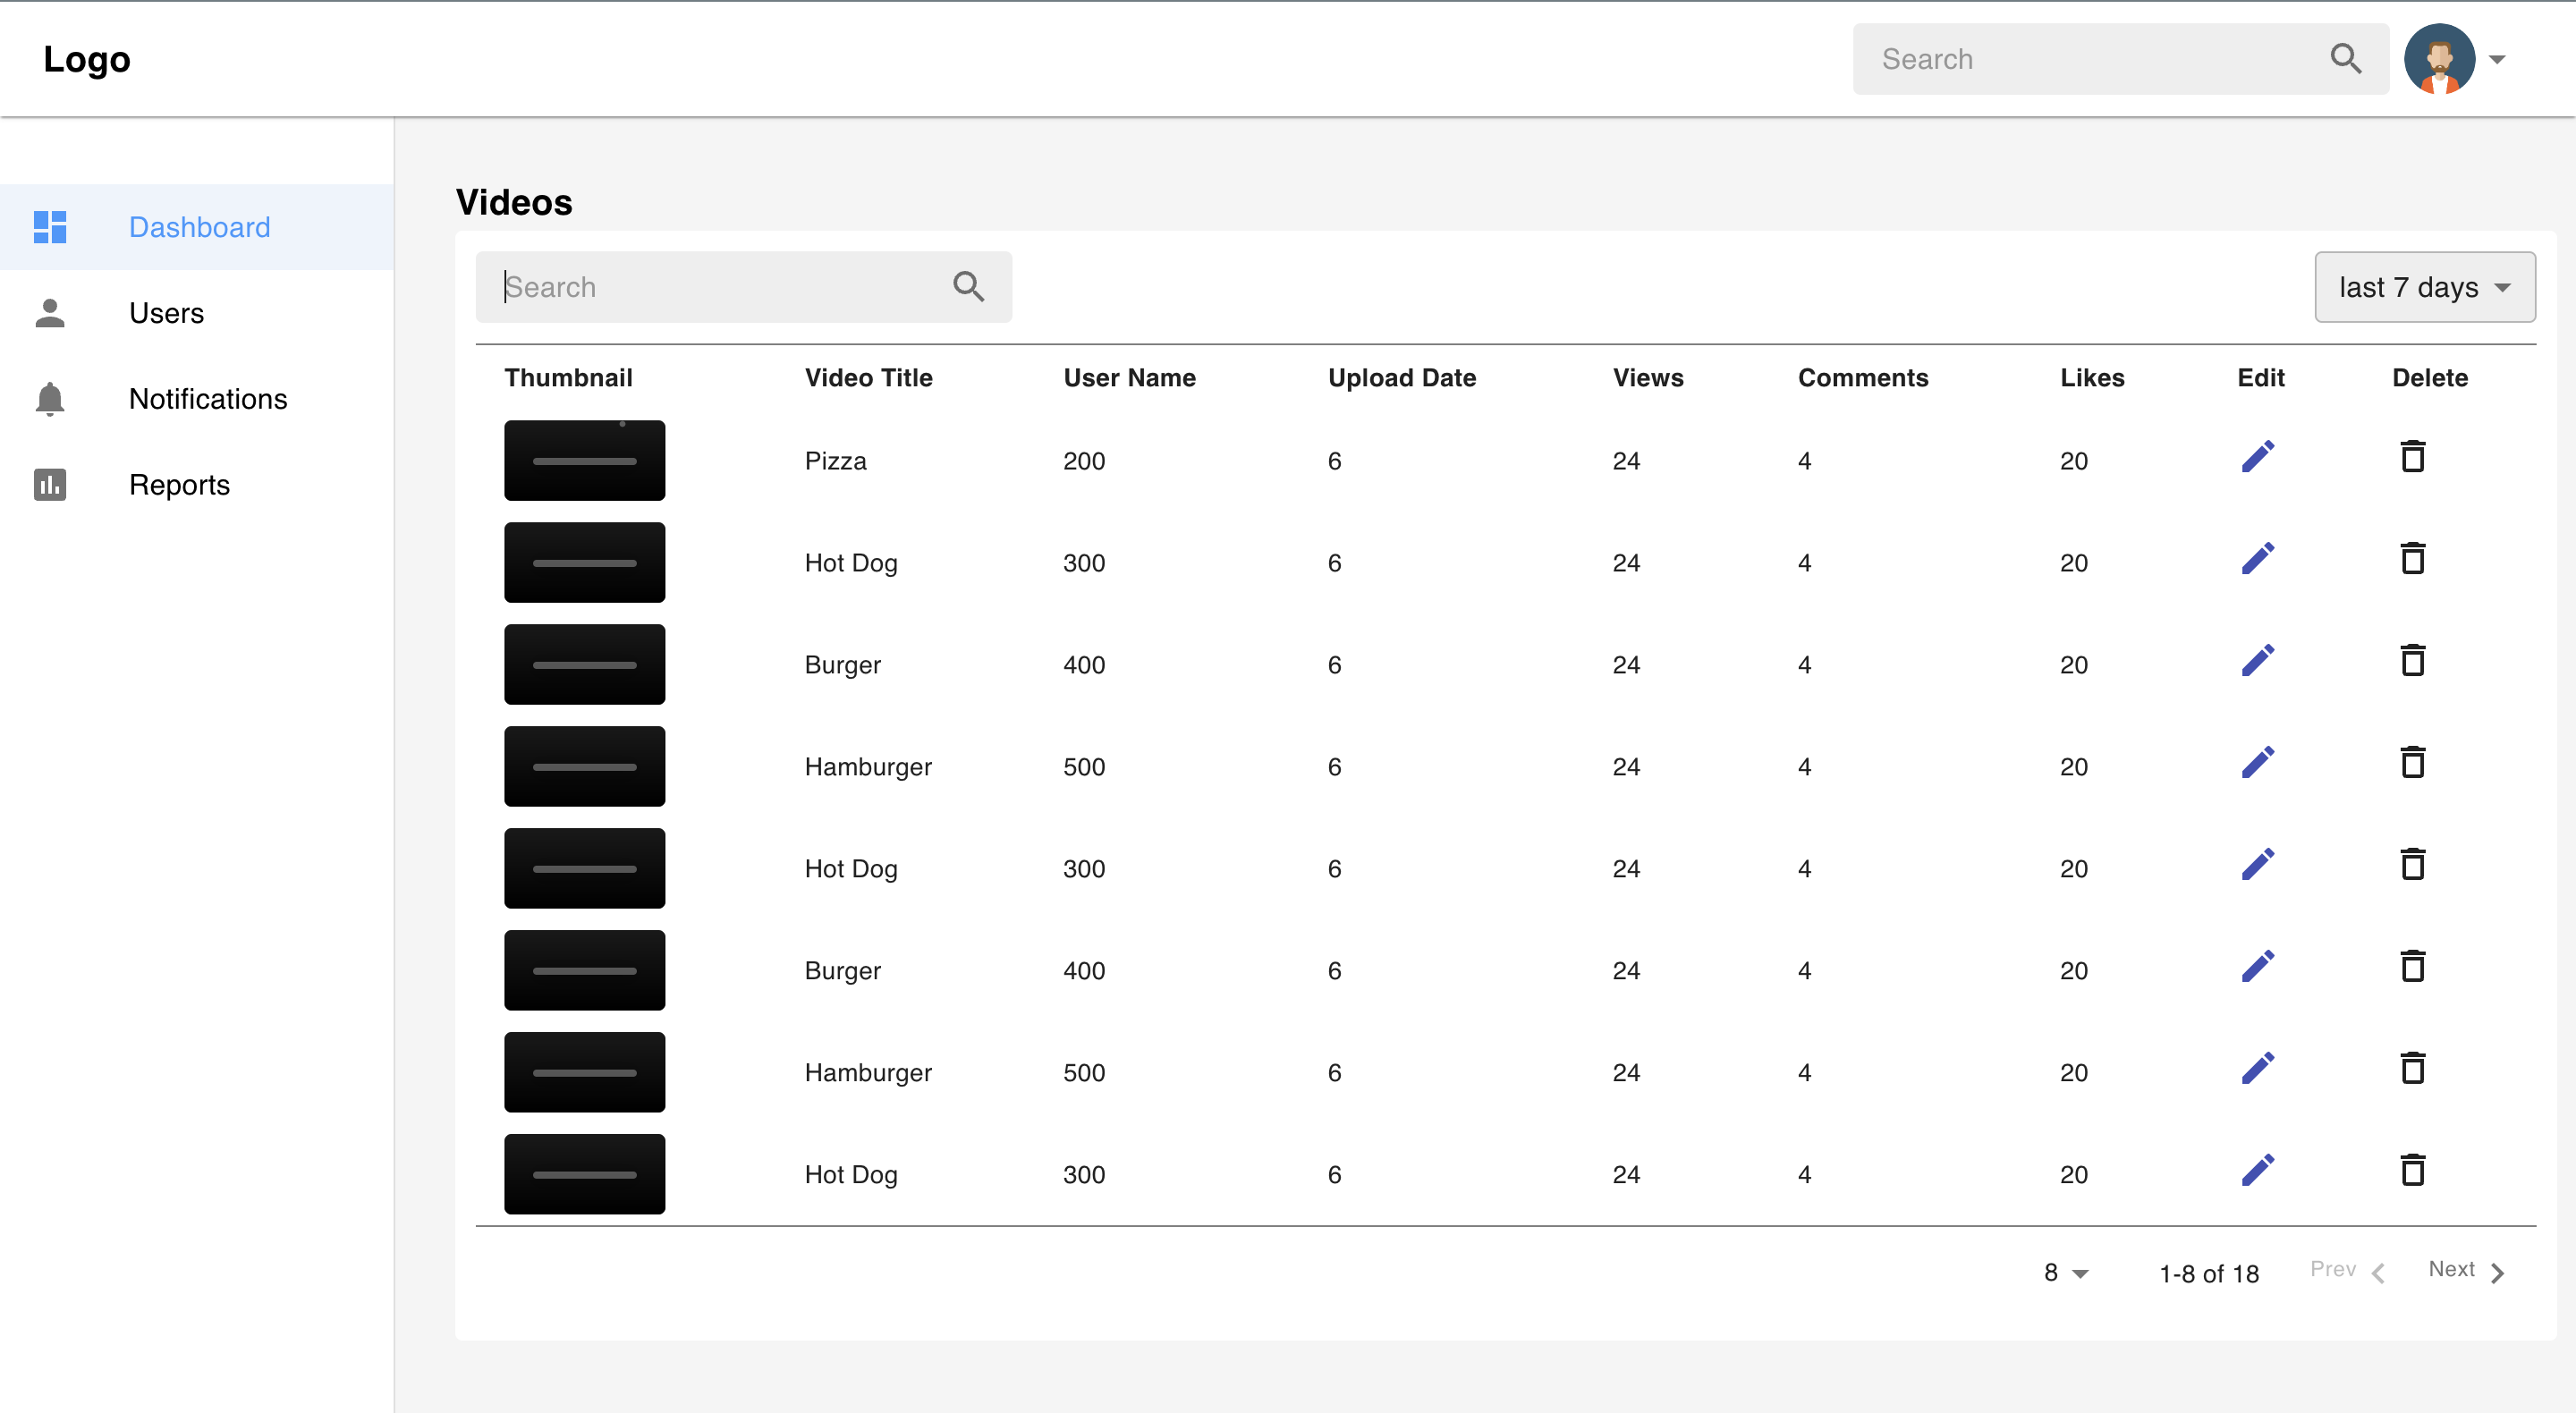 Logo
Search
Dashboard
Users
Notifications
Reports
Videos
Search
last 7 days
Thumbnail Video Title User Name Upload Date Views Comments Likes Edit Delete
Pizza 200 6 24 4 20
Hot Dog 300 6 24 4 20
Burger 400 6 24 4 20
Hamburger 500 6 24 4 20
Hot Dog 300 6 24 4 20
Burger 400 6 24 4 20
Hamburger 500 6 24 4 20
Hot Dog 300 6 24 4 20
8 1-8 of 18 Prev Next